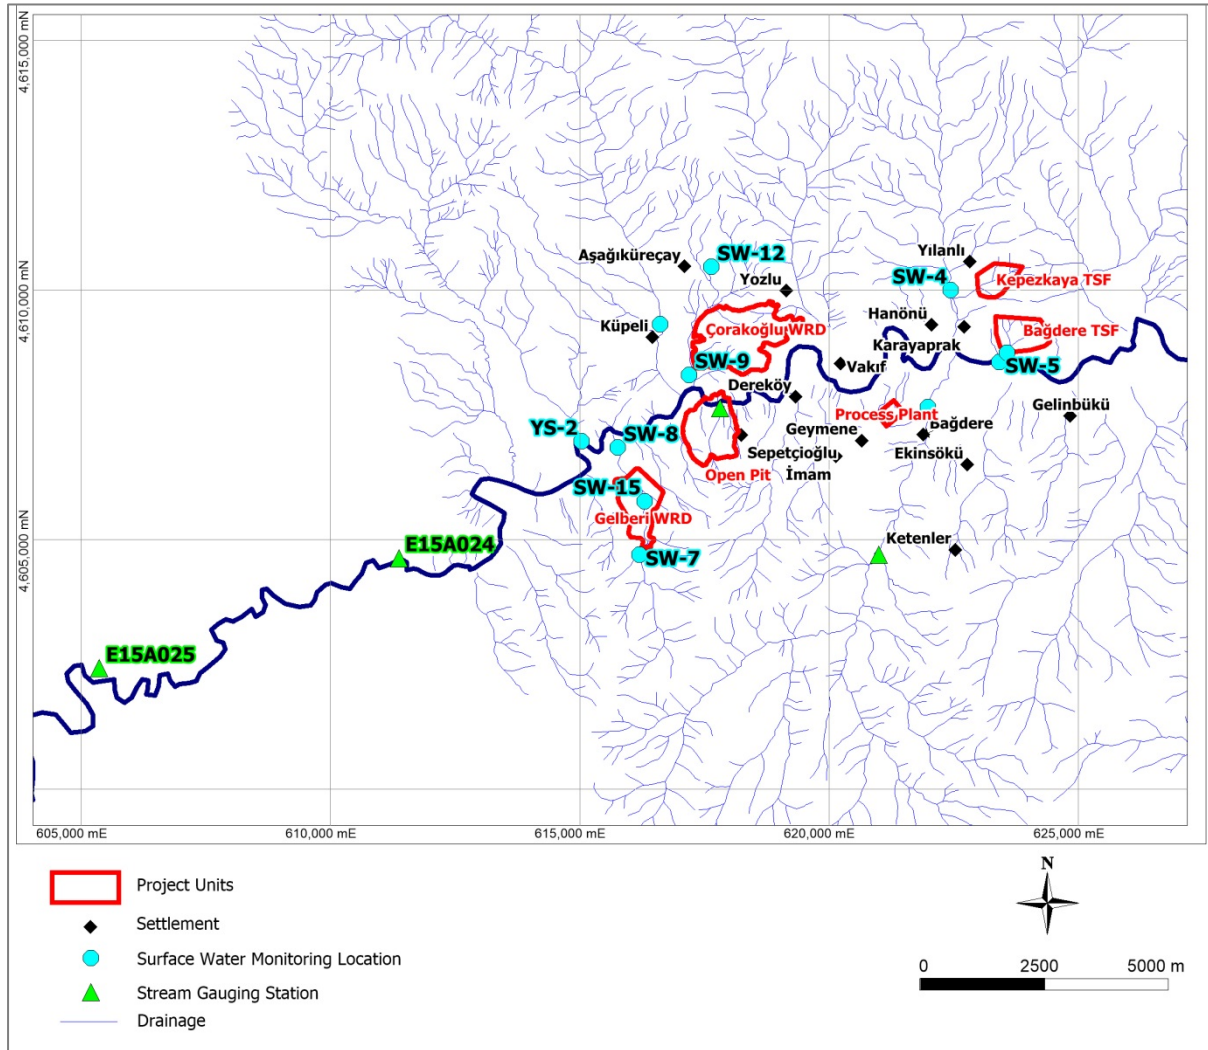 4,615,000 mN
4,610,000 mN
4,605,000 mN
Aşağıküreçay
SW-12
Yılanlı
Yozlu
SW-4
Kepezkaya TSF
Küpeli
Çorakoğlu WRD
Hanönü
Bağdere TSF
Karayaprak
SW-9
Vakıf
SW-5
Dereköy
Process Plant
Gelinbükü
YS-2
SW-8
Geymene
Bağdere
Sepetçioğlu
Ekinsökü
Open Pit
İmam
SW-15
Gelberi WRD
E15A024
Ketenler
SW-7
E15A025
605,000 mE
610,000 mE
615,000 mE
620,000 mE
625,000 mE
Project Units
Settlement
Surface Water Monitoring Location
Stream Gauging Station
Drainage
N
0 2500 5000 m